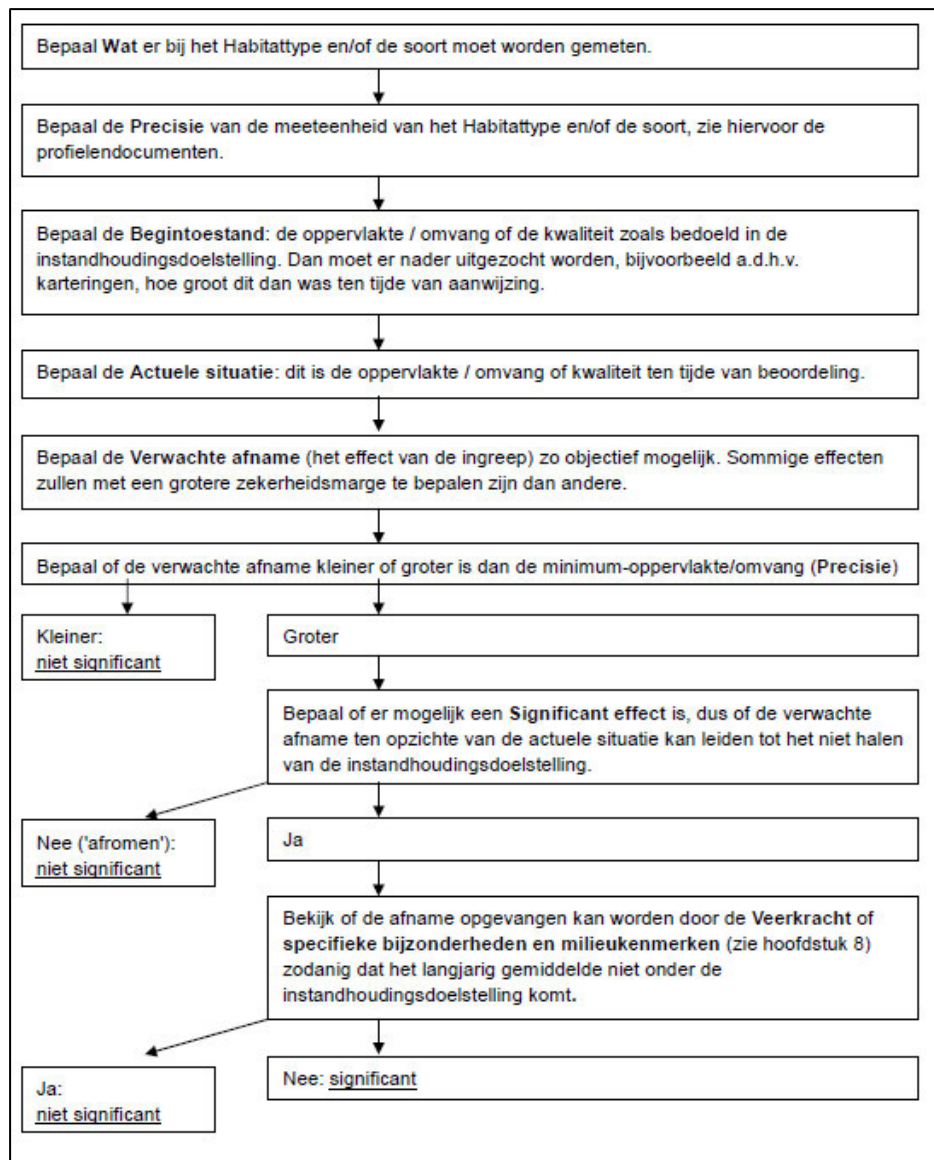 Bepaal Wat er bij het Habitattype en/of de soort moet worden gemeten.
Bepaal de Precisie van de meeteenheid van het Habitattype en/of de soort, zie hiervoor de
profielendocumenten.
Bepaal de Begintoestand: de oppervlakte / omvang of de kwaliteit zoals bedoeld in de
instandhoudingsdoelstelling. Dan moet er nader uitgezocht worden, bijvoorbeeld a.d.h.v.
karteringen, hoe groot dit dan was ten tijde van aanwijzing.
Bepaal de Actuele situatie: dit is de oppervlakte / omvang of kwaliteit ten tijde van beoordeling.
Bepaal de Verwachte afname (het effect van de ingreep) zo objectief mogelijk. Sommige effecten
zullen met een grotere zekerheidsmarge te bepalen zijn dan andere.
Bepaal of de verwachte afname kleiner of groter is dan de minimum-oppervlakte/omvang (Precisie)
Kleiner:
niet significant
Groter
Bepaal of er mogelijk een Significant effect is, dus of de verwachte
afname ten opzichte van de actuele situatie kan leiden tot het niet halen
van de instandhoudingsdoelstelling.
Nee ('afromen'):
niet significant
Ja
Bekijk of de afname opgevangen kan worden door de Veerkracht of
specifieke bijzonderheden en milieukenmerken (zie hoofdstuk 8)
zodanig dat het langjarig gemiddelde niet onder de
instandhoudingsdoelstelling komt.
Ja:
niet significant
Nee: significant